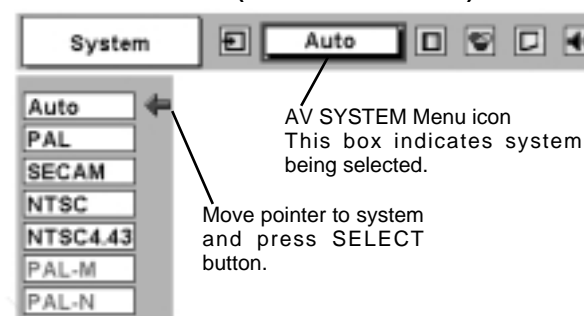 System
Auto
Auto
PAL
SECAM
NTSC
NTSC4.43
PAL-M
PAL-N
AV SYSTEM Menu icon
This box indicates system
being selected.
Move pointer to system
and press SELECT
button.